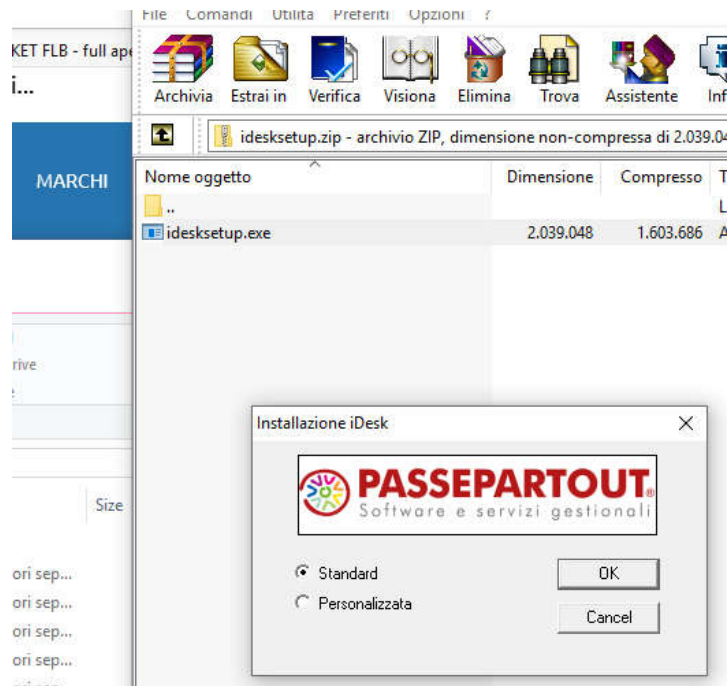 File Comandi Utilità Preferiti Opzioni ?
KET FLB - full ape
i...
Archivia Estrai in Verifica Visiona Elimina Trova Assistente Inf
idesksetup.zip - archivio ZIP, dimensione non-compressa di 2.039.04
MARCHI
Nome oggetto Dimensione Compresso T
.. L
idesksetup.exe 2.039.048 1.603.686 A
rive
Installazione iDesk
PASSEPARTOUT®
Software e servizi gestionali
Size
Standard OK
Personalizzata
Cancel
ori sep...
ori sep...
ori sep...
ori sep...